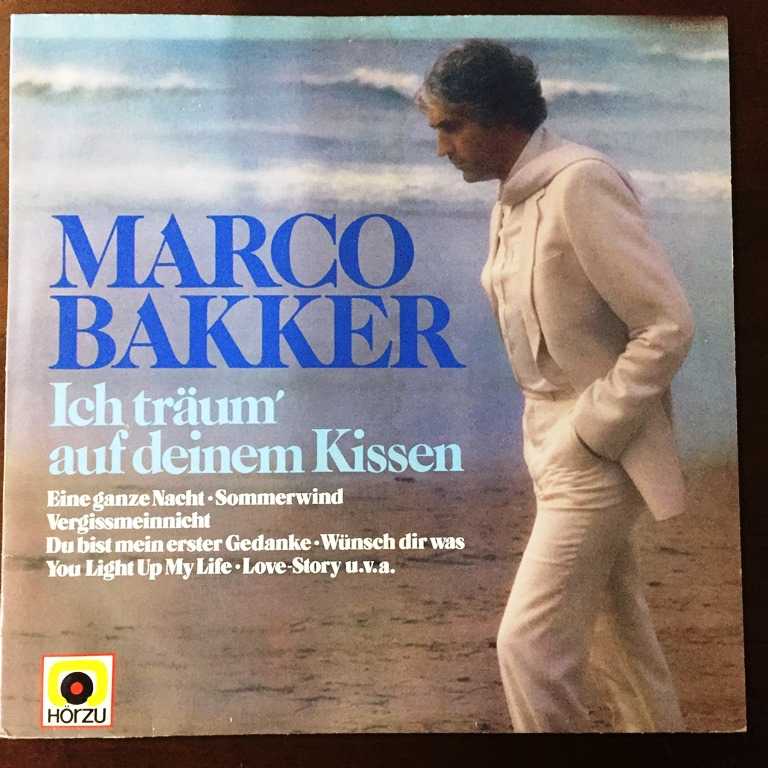 MARCO
BAKKER
Ich träum'
auf deinem Kissen
Eine ganze Nacht • Sommerwind
Vergissmeinnicht
Du bist mein erster Gedanke • Wünsch dir was
You Light Up My Life • Love-Story u.v.a.
HÖRZU